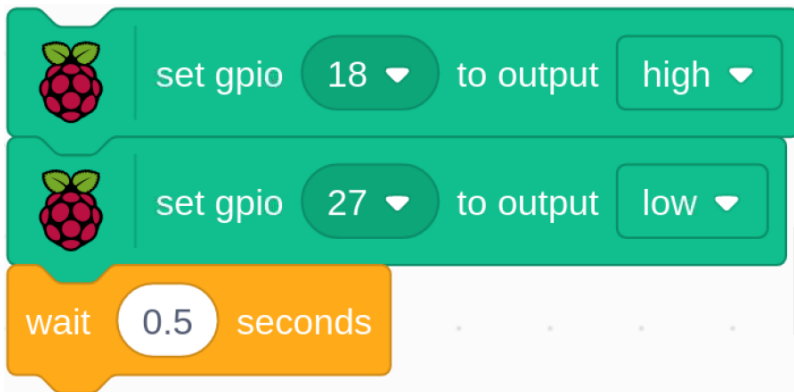 set gpio 18 to output high
set gpio 27 to output low
wait 0.5 seconds